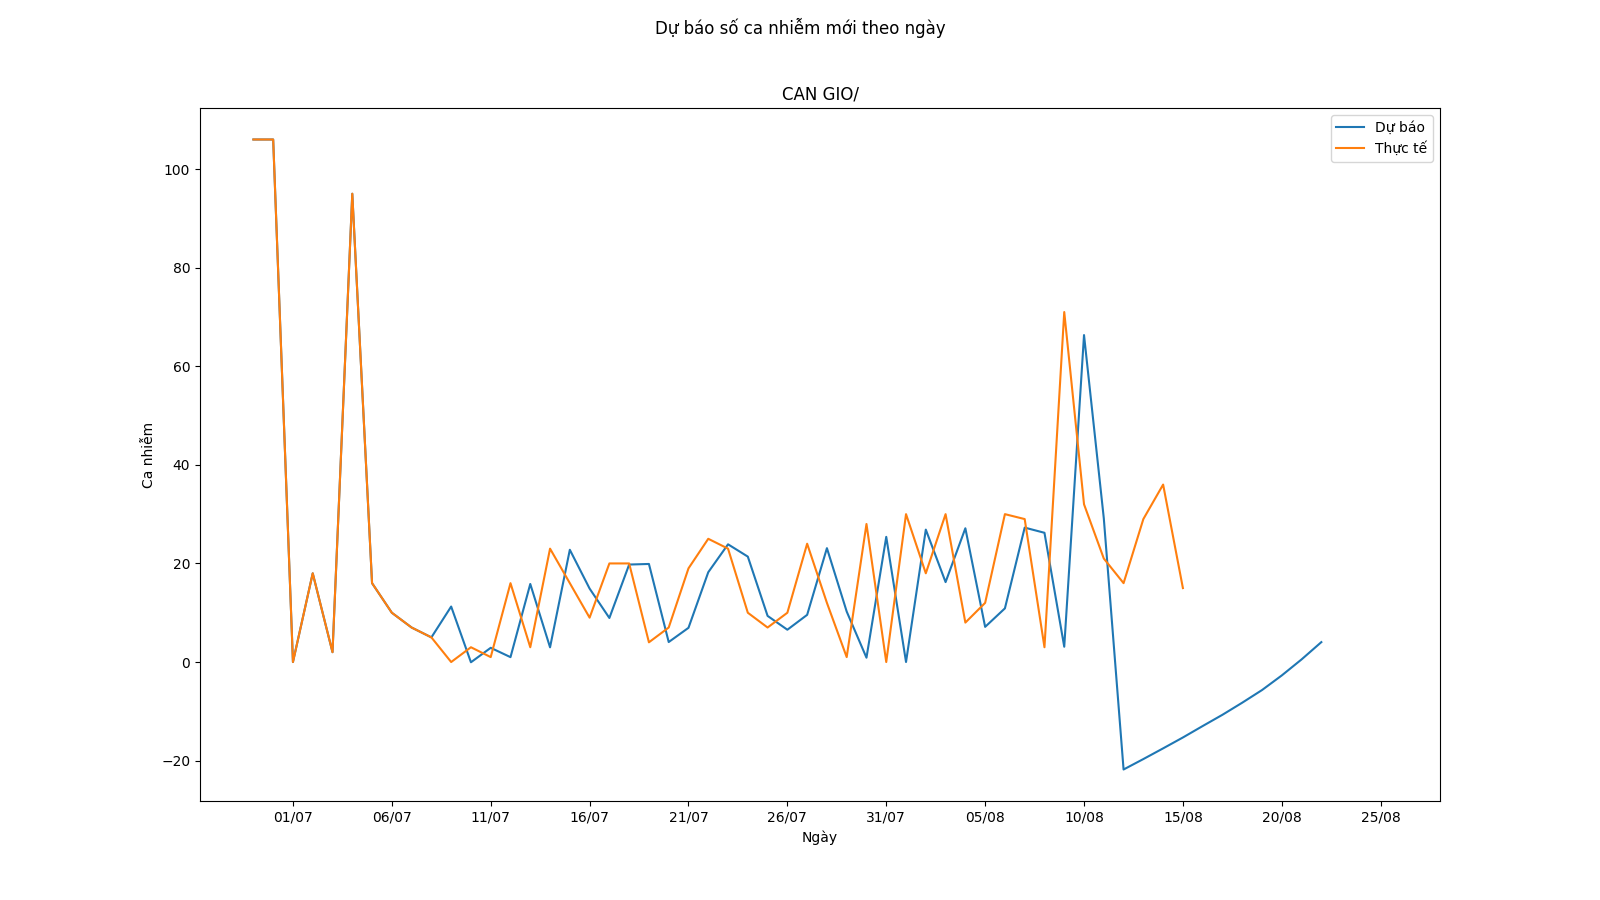 Dự báo số ca nhiễm mới theo ngày
CAN GIO/
Dự báo
Thực tế
100
80
60
40
20
0
−20
Ca nhiễm
01/07 06/07 11/07 16/07 21/07 26/07 31/07 05/08 10/08 15/08 20/08 25/08
Ngày